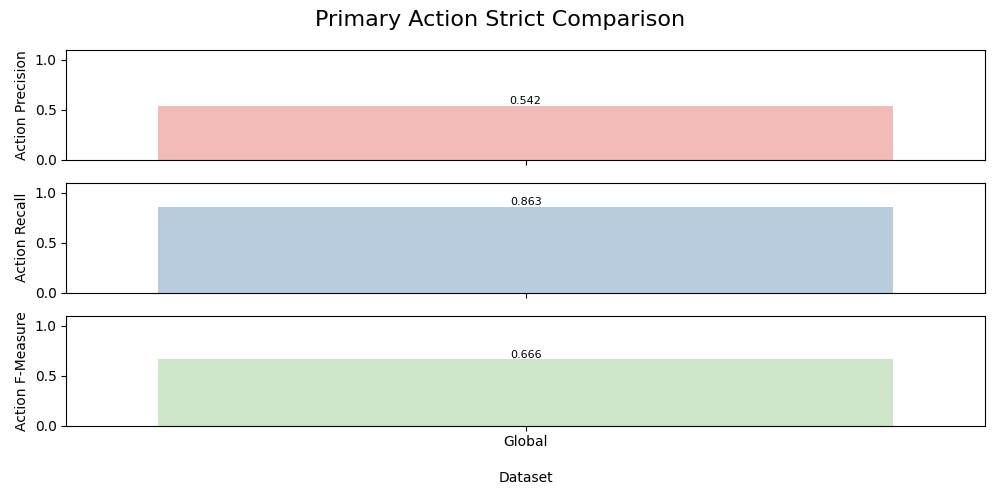 Primary Action Strict Comparison
Action Precision
1.0
0.5
0.0
0.542
Action Recall
1.0
0.5
0.0
0.863
Action F-Measure
1.0
0.5
0.0
0.666
Global
Dataset